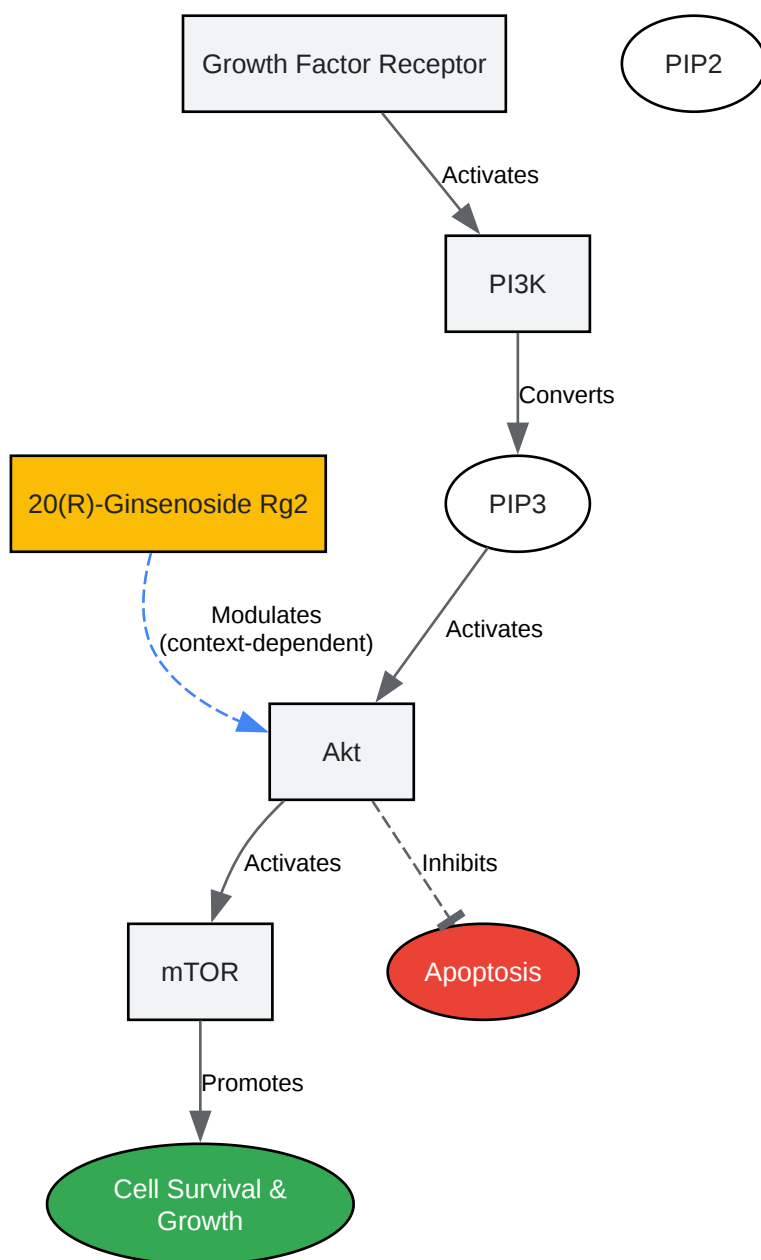 Growth Factor Receptor
PIP2
Activates
PI3K
Converts
20(R)-Ginsenoside Rg2
PIP3
Modulates
(context-dependent)
Activates
Akt
Activates
Inhibits
mTOR
Apoptosis
Promotes
Cell Survival &
Growth